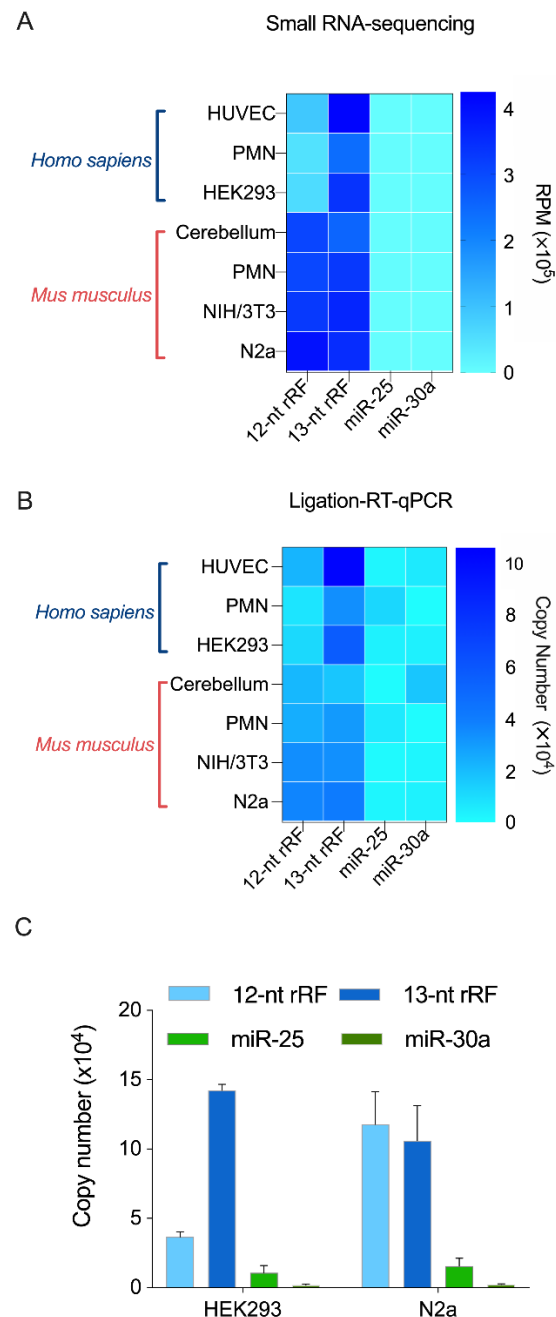 A
Small RNA-sequencing
Homo sapiens
Mus musculus
HUVEC
PMN
HEK293
Cerebellum
PMN
NIH/3T3
N2a
12-nt rRF
13-nt rRF
miR-25
miR-30a
4
3
2
1
0
RPM (×10⁵)
B
Ligation-RT-qPCR
Homo sapiens
Mus musculus
HUVEC
PMN
HEK293
Cerebellum
PMN
NIH/3T3
N2a
12-nt rRF
13-nt rRF
miR-25
miR-30a
10
8
6
4
2
0
Copy Number (×10⁴)
C
12-nt rRF
13-nt rRF
miR-25
miR-30a
Copy number (x10⁴)
20
15
10
5
0
HEK293
N2a